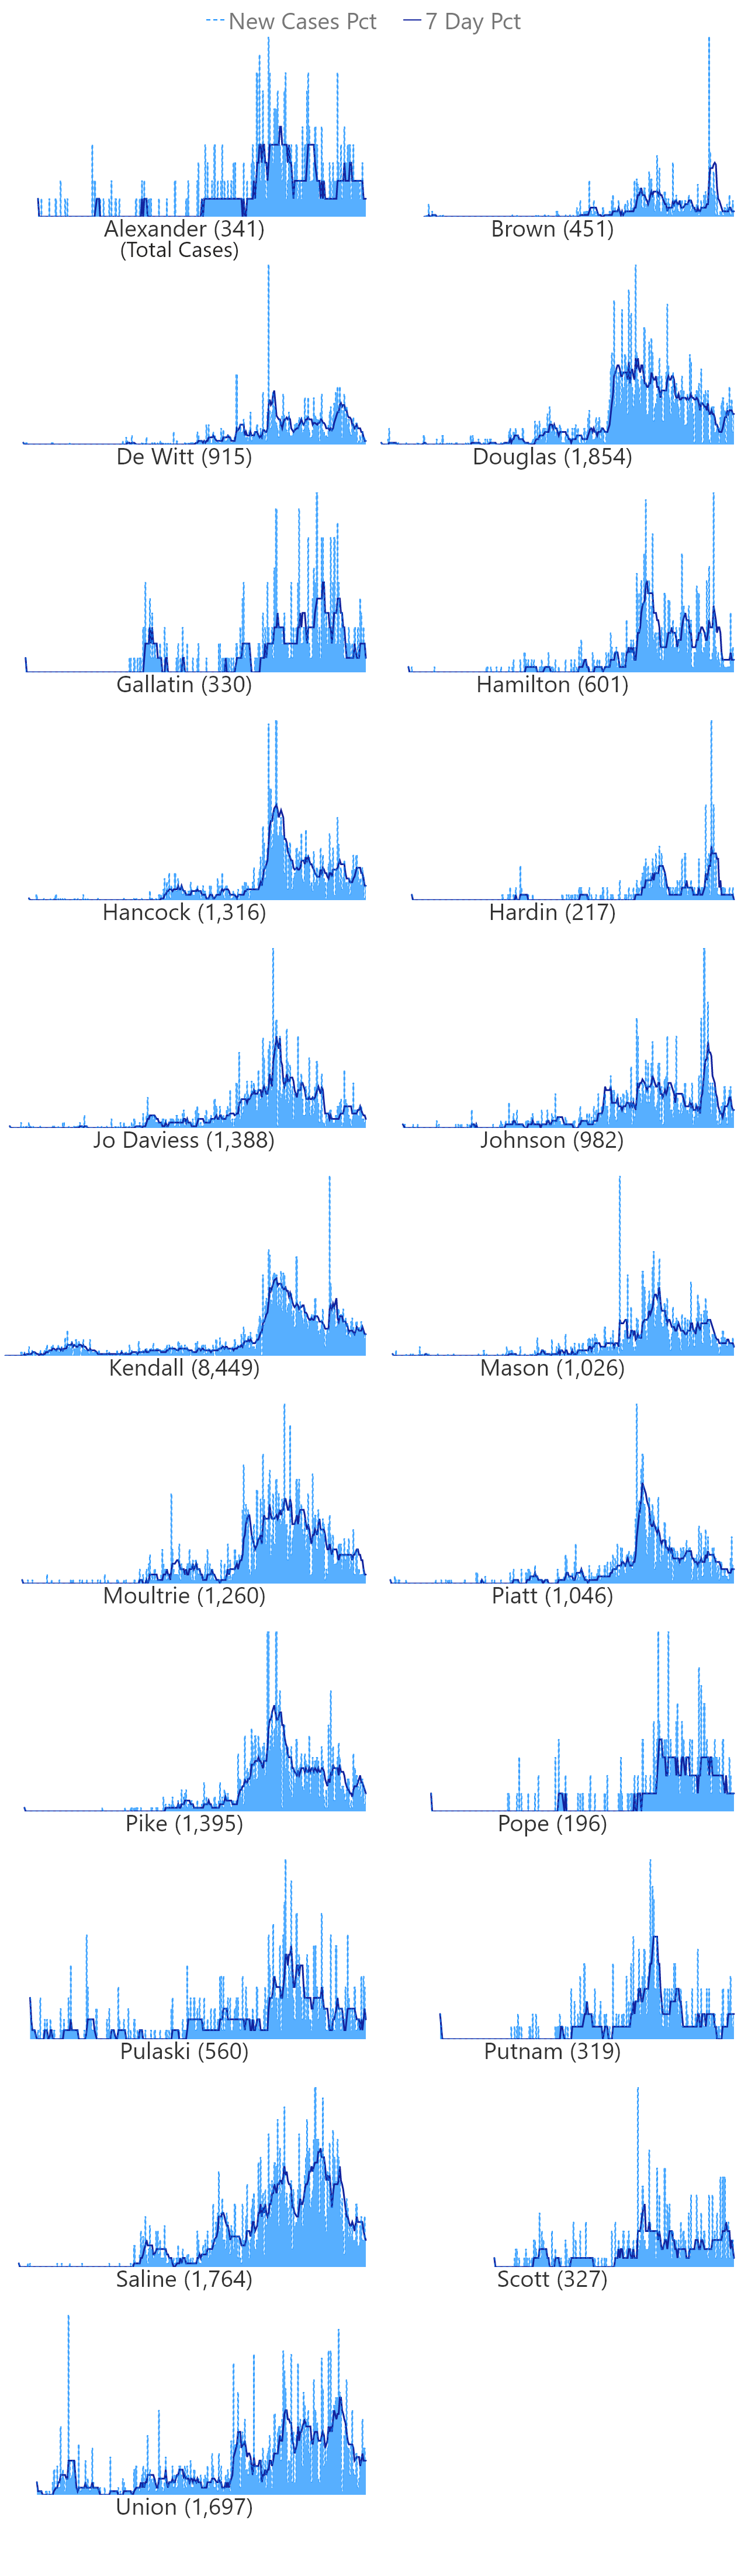 New Cases Pct 7 Day Pct
Alexander (341)
(Total Cases)
Brown (451)
De Witt (915)
Douglas (1,854)
Gallatin (330)
Hamilton (601)
Hancock (1,316)
Hardin (217)
Jo Daviess (1,388)
Johnson (982)
Kendall (8,449)
Mason (1,026)
Moultrie (1,260)
Piatt (1,046)
Pike (1,395)
Pope (196)
Pulaski (560)
Putnam (319)
Saline (1,764)
Scott (327)
Union (1,697)